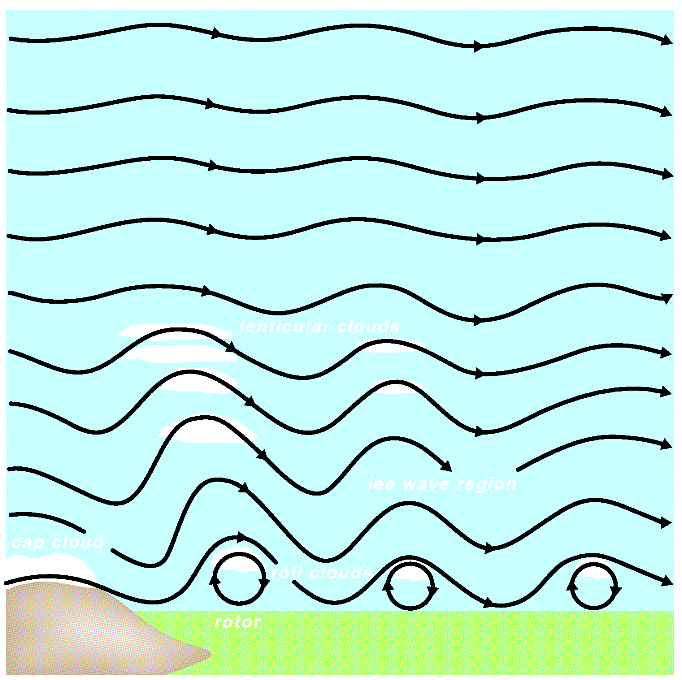 lenticular clouds
lee wave region
cap cloud
roll clouds
rotor